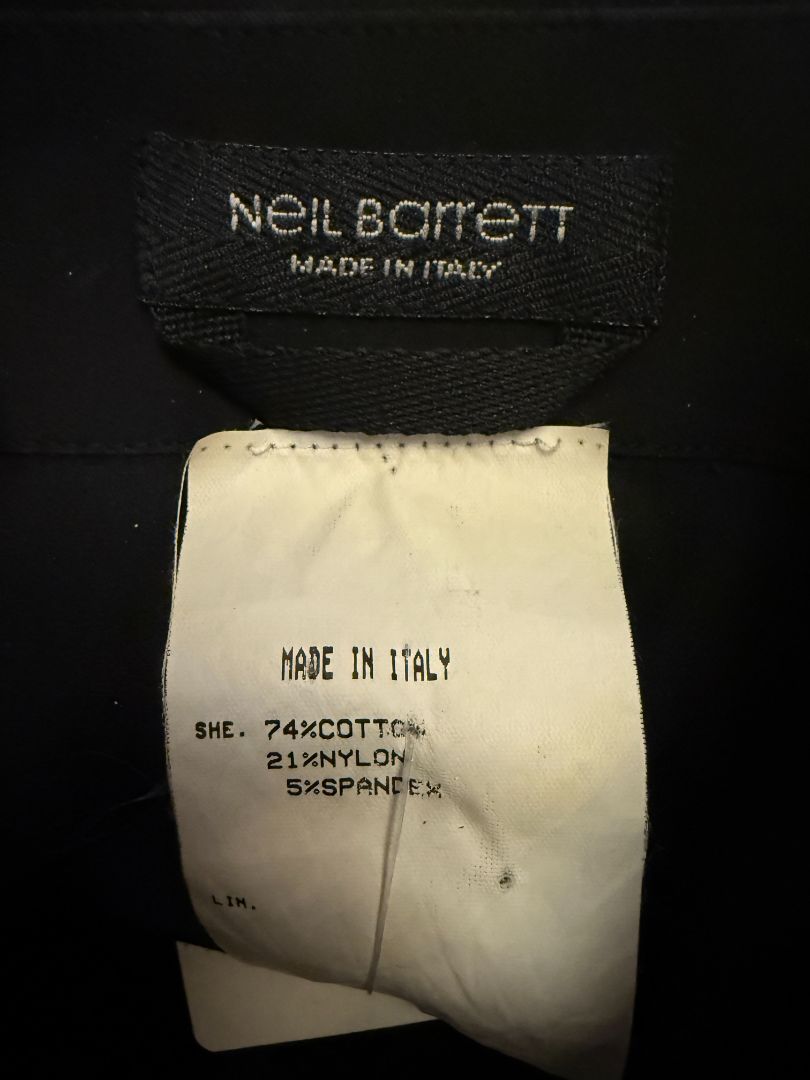 NeIL BarreTT
MADE IN ITALY
MADE IN ITALY
SHE. 74%COTTON
21%NYLON
5%SPANDEX
LIN.